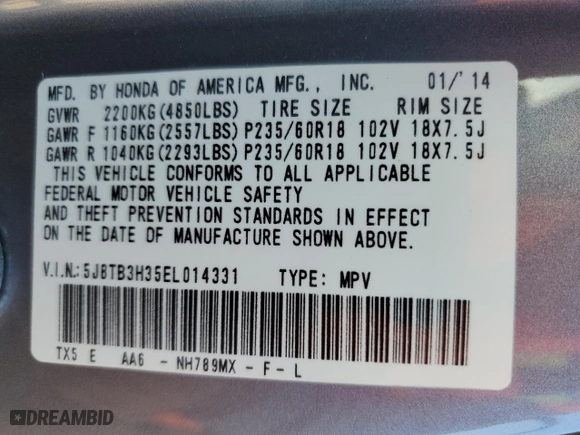 MFD. BY HONDA OF AMERICA MFG., INC. 01/'14
GVWR 2200KG(4850LBS) TIRE SIZE RIM SIZE
GAWR F 1160KG(2557LBS) P235/60R18 102V 18X7.5J
GAWR R 1040KG(2293LBS) P235/60R18 102V 18X7.5J
THIS VEHICLE CONFORMS TO ALL APPLICABLE
FEDERAL MOTOR VEHICLE SAFETY
AND THEFT PREVENTION STANDARDS IN EFFECT
ON THE DATE OF MANUFACTURE SHOWN ABOVE.
V.I.N.: 5J8TB3H35EL014331 TYPE: MPV
TX5 E AA6 - NH789MX - F - L
DREAMBID